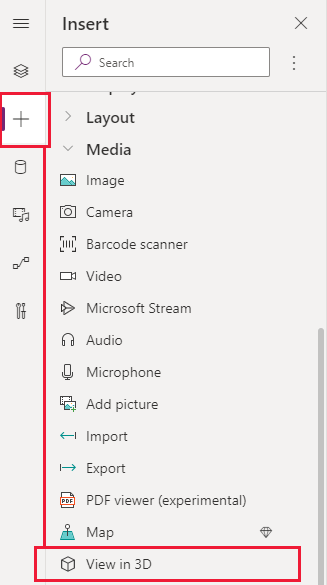 Insert
Search
Layout
Media
Image
Camera
Barcode scanner
Video
Microsoft Stream
Audio
Microphone
Add picture
Import
Export
PDF viewer (experimental)
Map
View in 3D